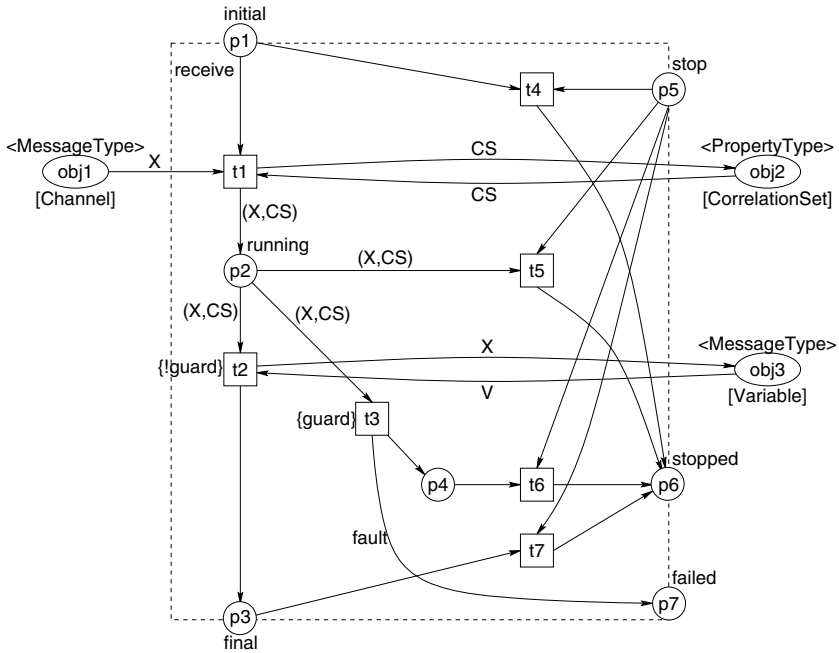 initial
p1
receive
stop
t4
p5
<MessageType>
obj1
[Channel]
X
t1
CS
CS
<PropertyType>
obj2
[CorrelationSet]
(X,CS)
running
p2
(X,CS)
t5
(X,CS)
(X,CS)
{!guard}
t2
X
V
<MessageType>
obj3
[Variable]
{guard}
t3
p4
t6
stopped
p6
fault
t7
failed
p7
p3
final